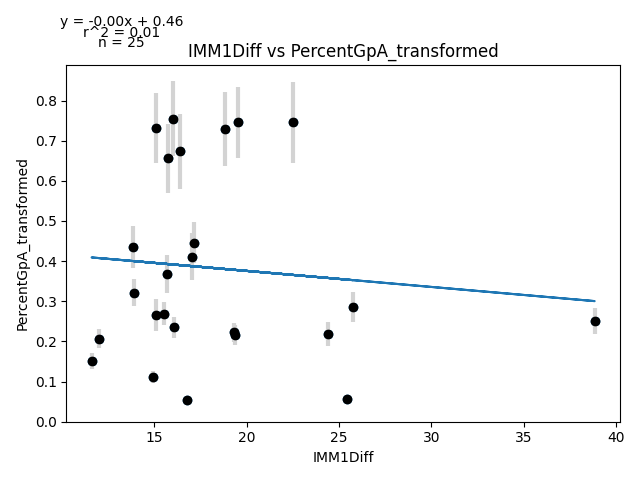 y = -0.00x + 0.46
r^2 = 0.01
n = 25
IMM1Diff vs PercentGpA_transformed
0.8
0.7
0.6
0.5
0.4
0.3
0.2
0.1
0.0
PercentGpA_transformed
15 20 25 30 35 40
IMM1Diff